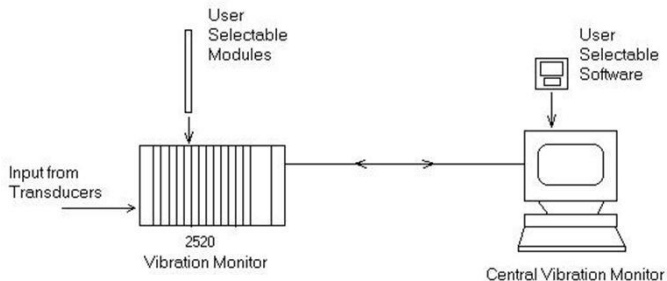 User
Selectable
Modules
User
Selectable
Software
Input from
Transducers
2520
Vibration Monitor
Central Vibration Monitor